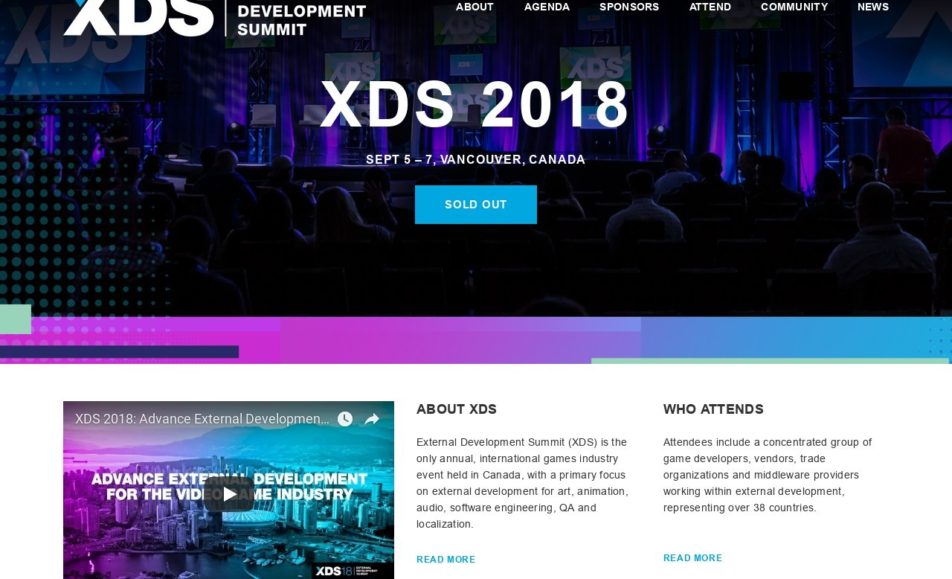 XDS
DEVELOPMENT
SUMMIT
ABOUT AGENDA SPONSORS ATTEND COMMUNITY NEWS
XDS 2018
SEPT 5 – 7, VANCOUVER, CANADA
SOLD OUT
XDS 2018: Advance External Developmen...
ADVANCE EXTERNAL DEVELOPMENT
FOR THE VIDEO GAME INDUSTRY
XDS18
EXTERNAL
DEVELOPMENT
SUMMIT
ABOUT XDS
External Development Summit (XDS) is the
only annual, international games industry
event held in Canada, with a primary focus
on external development for art, animation,
audio, software engineering, QA and
localization.
READ MORE
WHO ATTENDS
Attendees include a concentrated group of
game developers, vendors, trade
organizations and middleware providers
working within external development,
representing over 38 countries.
READ MORE